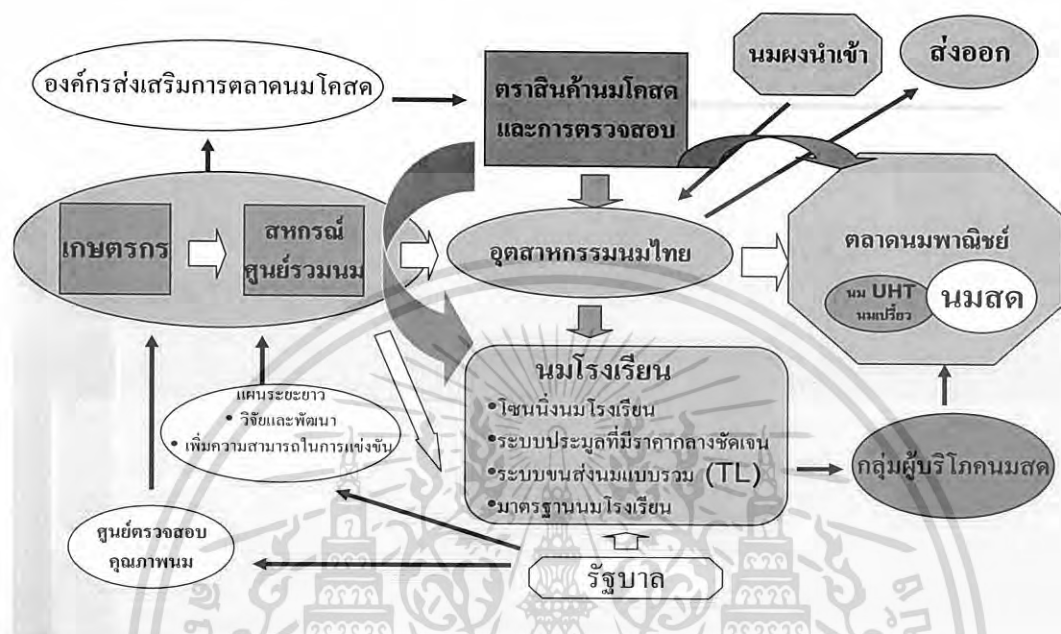 นมผงนำเข้า
ส่งออก
องค์กรส่งเสริมการตลาดนมโคสด
ตราสินค้านมโคสด
และการตรวจสอบ
เกษตรกร
สหกรณ์
ศูนย์รวมนม
อุตสาหกรรมนมไทย
ตลาดนมพาณิชย์
นม UHT
นมเปรี้ยว
นมสด
นมโรงเรียน
•โซนนิ่งนมโรงเรียน
•ระบบประมูลที่มีราคากลางชัดเจน
•ระบบขนส่งนมแบบรวม (TL)
•มาตรฐานนมโรงเรียน
แผนระยะยาว
• วิจัยและพัฒนา
• เพิ่มความสามารถในการแข่งขัน
กลุ่มผู้บริโภคนมสด
ศูนย์ตรวจสอบ
คุณภาพนม
รัฐบาล